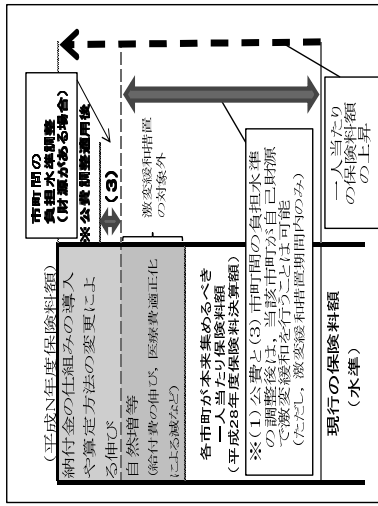 市町間の
負担水準調整
(財源がある場合)
※公費調整適用後
(3)
激変緩和措置
の対象外
(平成N年度保険料額)
納付金の仕組みの導入
や算定方法の変更によ
る伸び
自然増等
(給付費の伸び,医療費適正化
による減など)
各市町が本来集めるべき
一人当たり保険料額
(平成28年度保険料決算額)
※(1)公費と(3)市町間の負担水準
の調整後は,当該市町が自己財源
で激変緩和を行うことは可能
(ただし,激変緩和措置期間内のみ)
一人当たり
の保険料額
の上昇
現行の保険料額
(水準)